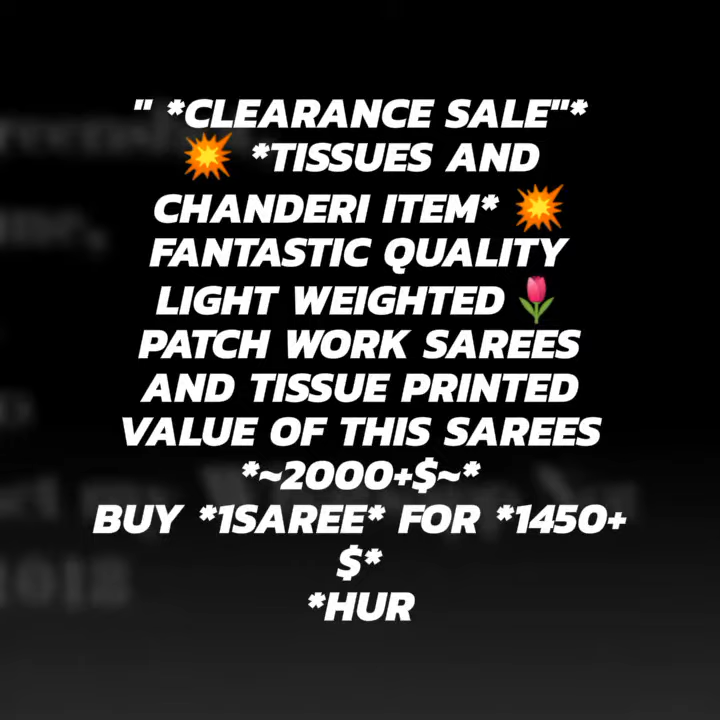 " *CLEARANCE SALE"*
💥 *TISSUES AND
CHANDERI ITEM* 💥
FANTASTIC QUALITY
LIGHT WEIGHTED 🌷
PATCH WORK SAREES
AND TISSUE PRINTED
VALUE OF THIS SAREES
*~2000+$~*
BUY *1SAREE* FOR *1450+
$*
*HUR